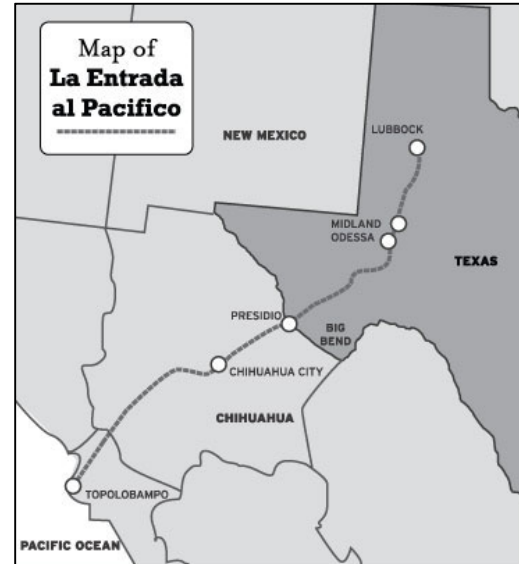 Map of
La Entrada
al Pacifico
NEW MEXICO
LUBBOCK
MIDLAND
ODESSA
TEXAS
PRESIDIO
BIG
BEND
CHIHUAHUA CITY
CHIHUAHUA
TOPOLOBAMPO
PACIFIC OCEAN